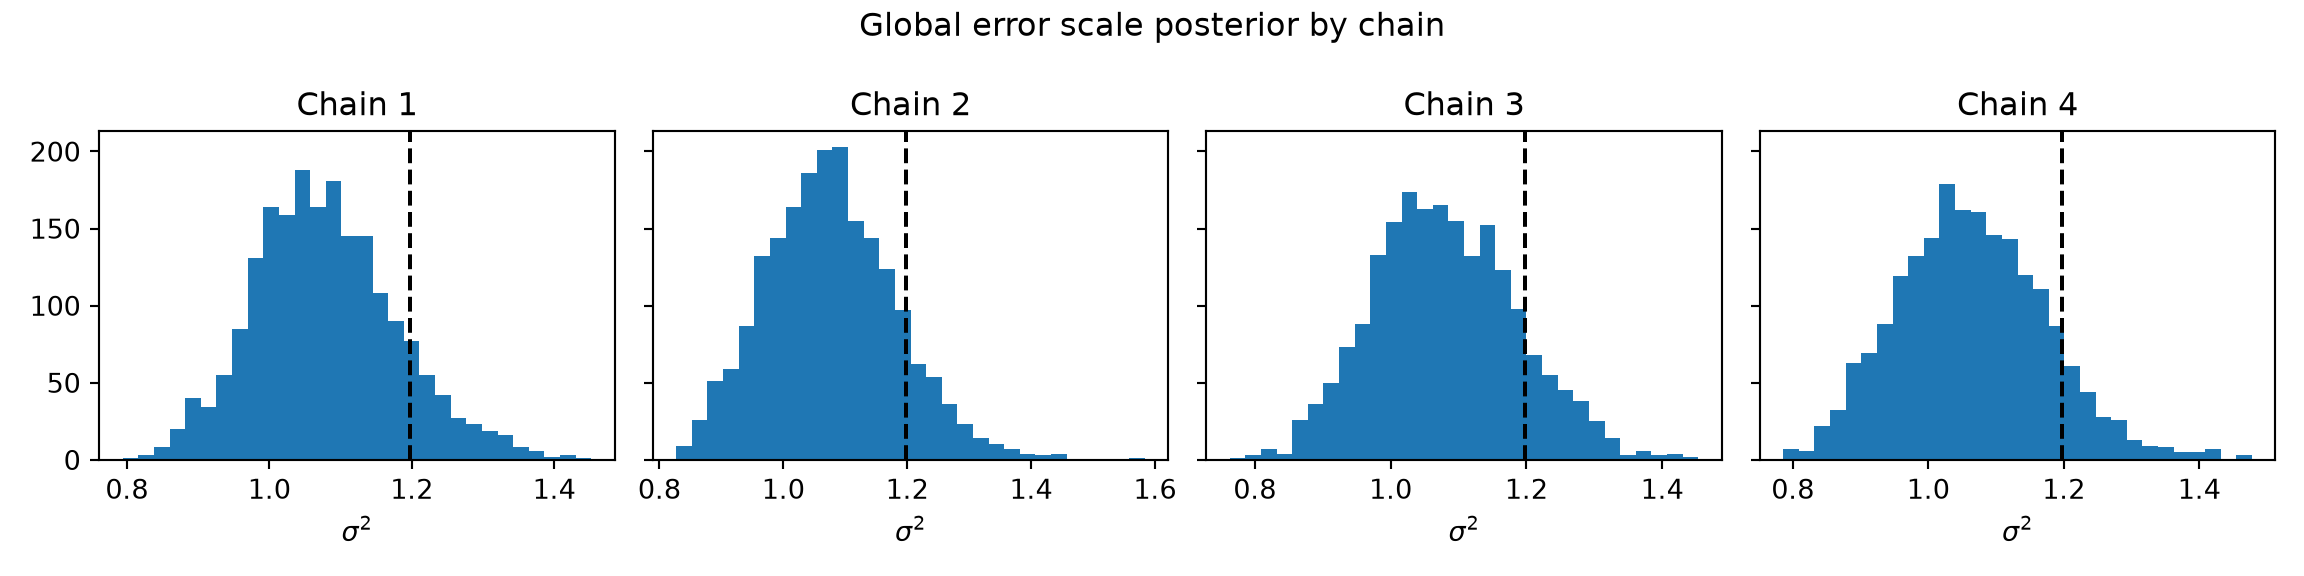 Global error scale posterior by chain
Chain 1 Chain 2 Chain 3 Chain 4
200
150
100
50
0
0.8 1.0 1.2 1.4 0.8 1.0 1.2 1.4 1.6 0.8 1.0 1.2 1.4 0.8 1.0 1.2 1.4
σ² σ² σ² σ²